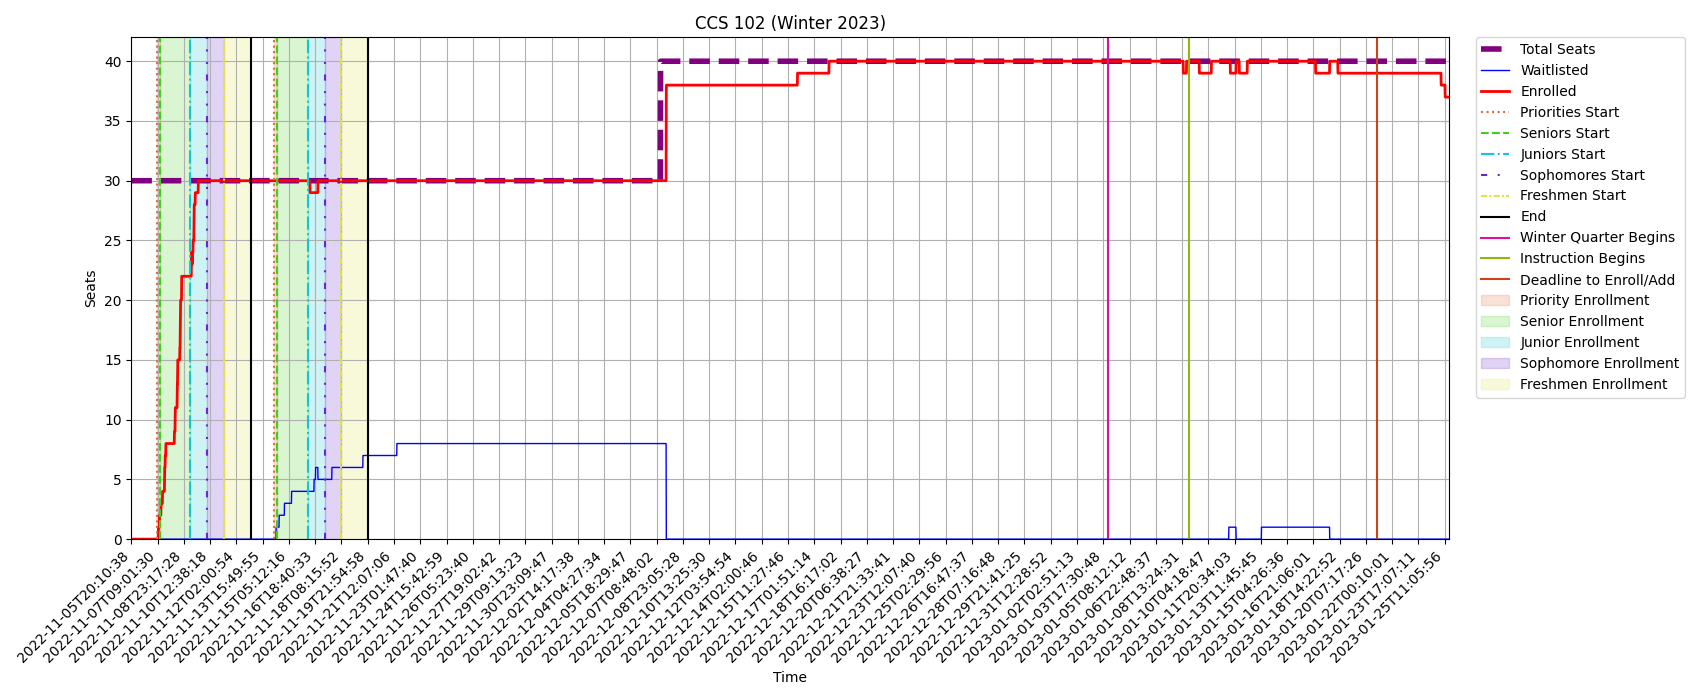 CCS 102 (Winter 2023)
Seats
40
35
30
25
20
15
10
5
0
2022-11-05T20:10:38
2022-11-07T09:01:30
2022-11-08T23:17:28
2022-11-10T12:38:18
2022-11-12T02:00:54
2022-11-13T15:49:55
2022-11-15T05:12:16
2022-11-16T18:40:33
2022-11-18T08:15:52
2022-11-19T21:54:58
2022-11-21T12:07:06
2022-11-23T01:47:40
2022-11-24T15:42:59
2022-11-26T05:23:40
2022-11-27T19:02:42
2022-11-29T09:13:23
2022-11-30T23:09:47
2022-12-02T14:17:38
2022-12-04T04:27:34
2022-12-05T18:29:47
2022-12-07T08:48:02
2022-12-08T23:05:28
2022-12-10T13:25:30
2022-12-12T03:54:54
2022-12-14T02:00:46
2022-12-15T11:27:46
2022-12-17T01:51:14
2022-12-18T16:17:02
2022-12-20T06:38:27
2022-12-21T21:33:41
2022-12-23T12:07:40
2022-12-25T02:29:56
2022-12-26T16:47:37
2022-12-28T07:16:48
2022-12-29T21:41:25
2022-12-31T12:28:52
2023-01-02T02:51:13
2023-01-03T17:30:48
2023-01-05T08:12:12
2023-01-06T22:48:37
2023-01-08T13:24:31
2023-01-10T04:18:47
2023-01-11T20:34:03
2023-01-13T11:45:45
2023-01-15T04:26:36
2023-01-16T21:06:01
2023-01-18T14:22:52
2023-01-20T07:17:26
2023-01-22T00:10:01
2023-01-23T17:07:11
2023-01-25T11:05:56
Time
Total Seats
Waitlisted
Enrolled
Priorities Start
Seniors Start
Juniors Start
Sophomores Start
Freshmen Start
End
Winter Quarter Begins
Instruction Begins
Deadline to Enroll/Add
Priority Enrollment
Senior Enrollment
Junior Enrollment
Sophomore Enrollment
Freshmen Enrollment